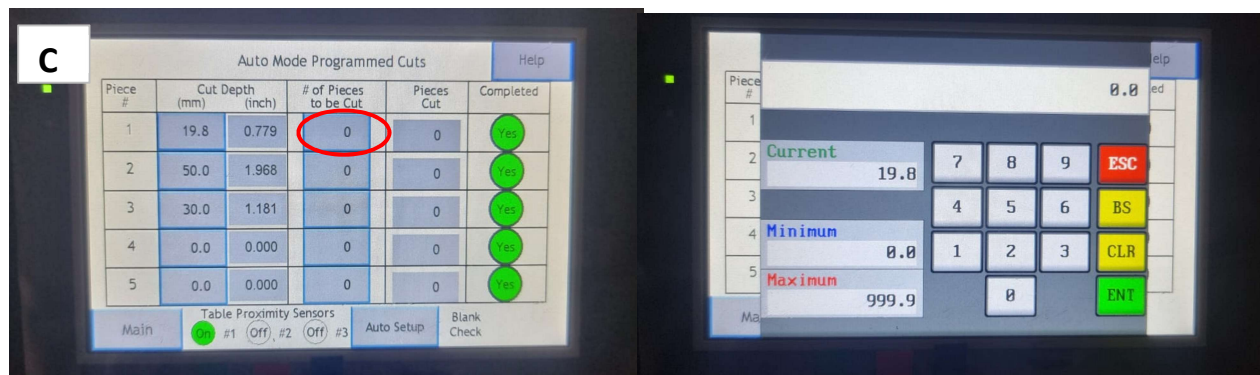 C
Auto Mode Programmed Cuts
Help
Piece # Cut Depth (mm) (inch) # of Pieces to be Cut Pieces Cut Completed
1 19.8 0.779 0 0 Yes
2 50.0 1.968 0 0 Yes
3 30.0 1.181 0 0 Yes
4 0.0 0.000 0 0 Yes
5 0.0 0.000 0 0 Yes
Main
Table Proximity Sensors
On #1 Off #2 Off #3
Auto Setup
Blank Check
elp
0.0
Piece # ed
1
2
3
4
5
Ma
Current
19.8
Minimum
0.0
Maximum
999.9
7 8 9 ESC
4 5 6 BS
1 2 3 CLR
0 ENT